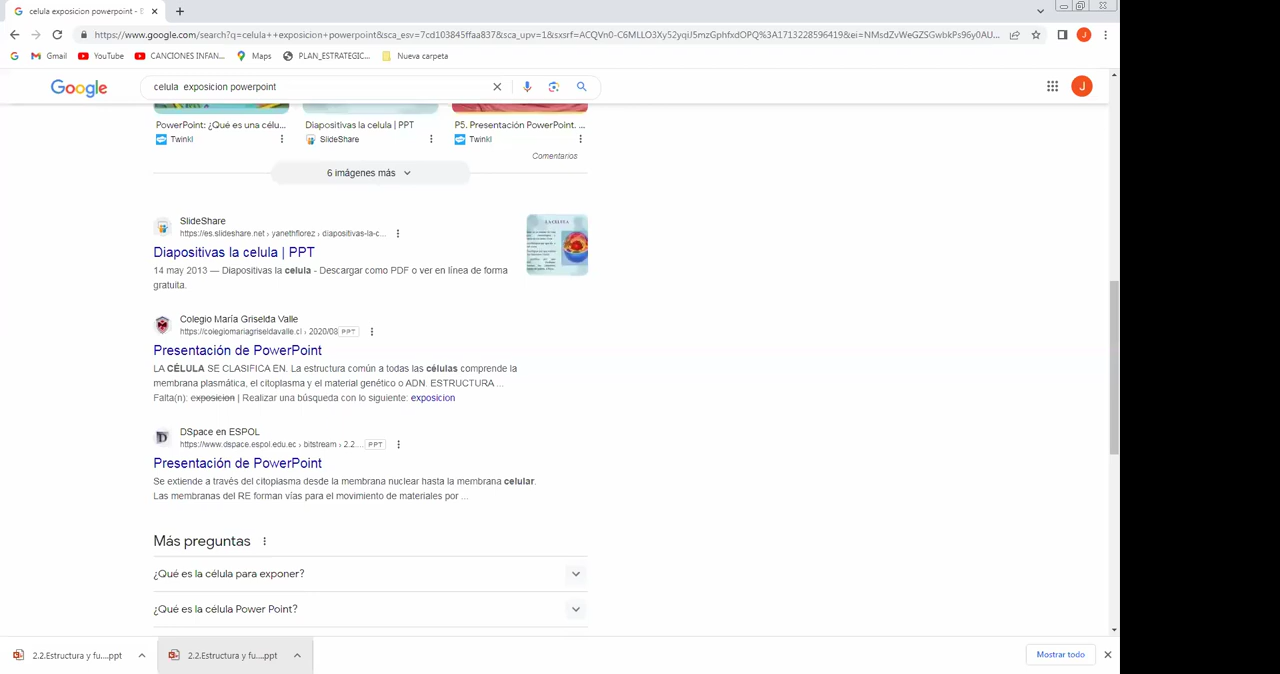 celula exposicion powerpoint - B
https://www.google.com/search?q=celula++exposicion+powerpoint&sca_esv=7cd103845ffaa837&sca_upv=1&sxsrf=ACQVn0-C6MLLO3Xy52yqiJ5mzGphfxdOPQ%3A1713228596419&ei=NMsdZvWeGZSGwbkPs96y0AU...
J
Gmail
YouTube
CANCIONES INFAN...
Maps
PLAN_ESTRATEGIC...
Nueva carpeta
Google
celula exposicion powerpoint
J
PowerPoint: ¿Qué es una célu...
Diapositivas la celula | PPT
P5. Presentación PowerPoint. ...
Twinkl
SlideShare
Twinkl
Comentarios
6 imágenes más
SlideShare
https://es.slideshare.net › yanethflorez › diapositivas-la-c...
Diapositivas la celula | PPT
14 may 2013 — Diapositivas la celula - Descargar como PDF o ver en línea de forma
gratuita.
LA CELULA
Colegio María Griselda Valle
https://colegiomariagriseldavalle.cl › 2020/08 PPT
Presentación de PowerPoint
LA CÉLULA SE CLASIFICA EN. La estructura común a todas las células comprende la
membrana plasmática, el citoplasma y el material genético o ADN. ESTRUCTURA ...
Falta(n): exposicion | Realizar una búsqueda con lo siguiente: exposicion
DSpace en ESPOL
https://www.dspace.espol.edu.ec › bitstream › 2.2.... PPT
Presentación de PowerPoint
Se extiende a través del citoplasma desde la membrana nuclear hasta la membrana celular.
Las membranas del RE forman vías para el movimiento de materiales por ...
Más preguntas
¿Qué es la célula para exponer?
¿Qué es la célula Power Point?
2.2.Estructura y fu....ppt
2.2.Estructura y fu....ppt
Mostrar todo